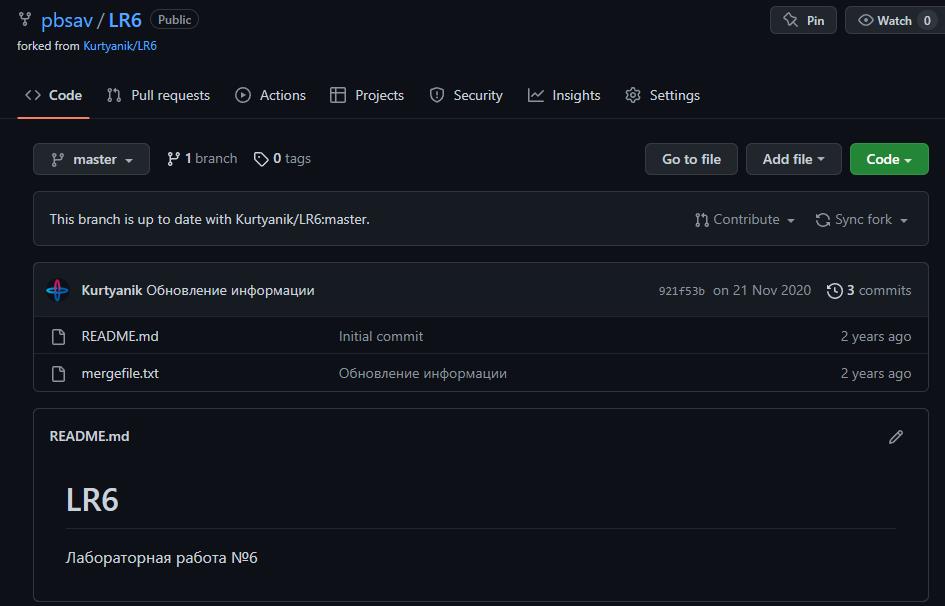 pbsav / LR6 Public Pin Watch 0
forked from Kurtyanik/LR6
Code Pull requests Actions Projects Security Insights Settings
master 1 branch 0 tags Go to file Add file Code
This branch is up to date with Kurtyanik/LR6:master. Contribute Sync fork
Kurtyanik Обновление информации 921f53b on 21 Nov 2020 3 commits
README.md Initial commit 2 years ago
mergefile.txt Обновление информации 2 years ago
README.md
LR6
Лабораторная работа №6